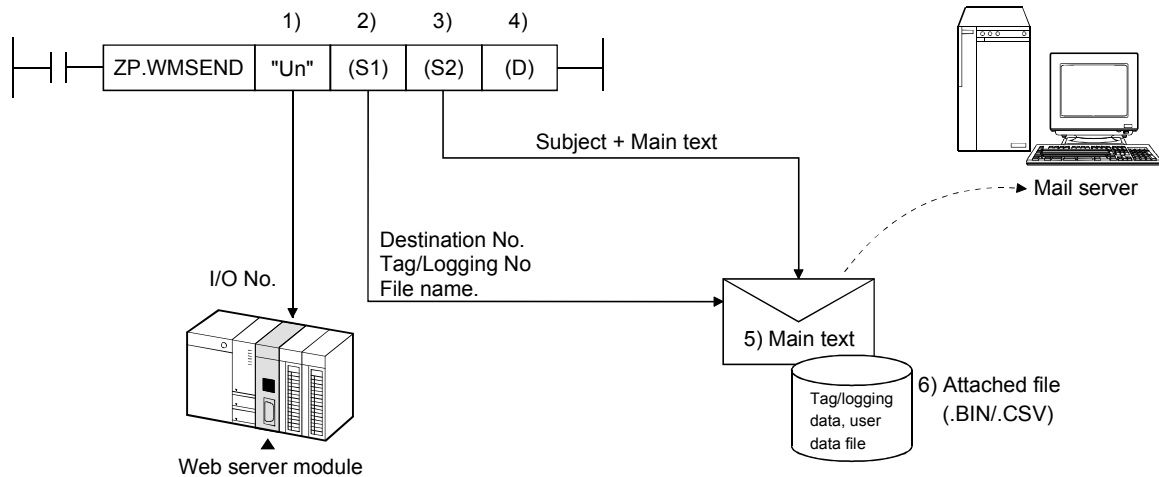 1) 2) 3) 4)
ZP.WMSEND "Un" (S1) (S2) (D)
Subject + Main text
Mail server
Destination No.
Tag/Logging No
File name.
I/O No.
5) Main text
6) Attached file
(.BIN/.CSV)
Tag/logging
data, user
data file
Web server module